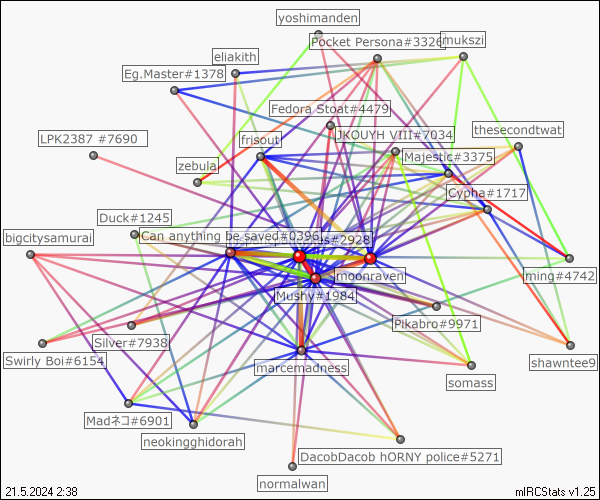 yoshimanden
Pocket Persona#3326
mukszi
eliakith
Eg.Master#1378
Fedora Stoat#4479
JKOUYH VIII#7034
thesecondtwat
LPK2387 #7690
frisout
Majestic#3375
zebula
Cypha#1717
Duck#1245
Can anything be saved#0396
#2928
bigcitysamurai
moonraven
ming#4742
Mushy#1984
Pikabro#9971
Silver#7938
Swirly Boi#6154
marcemadness
shawntee9
somass
Madネコ#6901
neokingghidorah
DacobDacob hORNY police#5271
normalwan
21.5.2024 2:38
mIRCStats v1.25